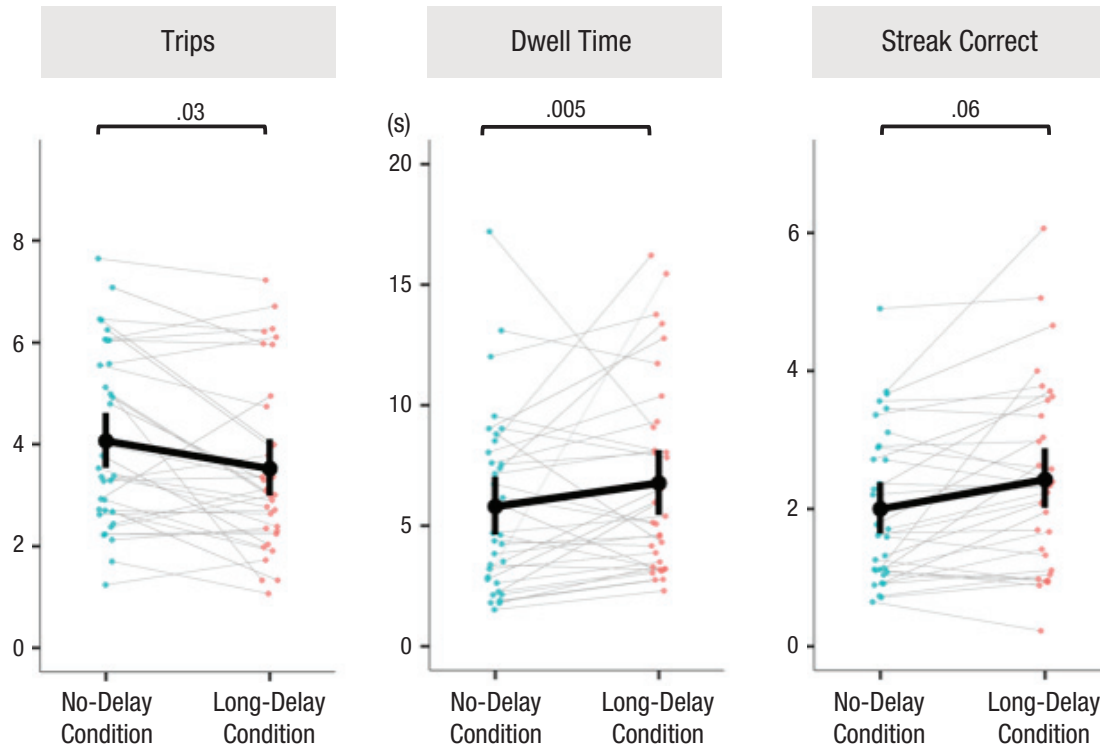 Trips
Dwell Time
Streak Correct
.03
.005
.06
(s)
8
6
4
2
0
20
15
10
5
0
6
4
2
0
No-Delay
Condition
Long-Delay
Condition
No-Delay
Condition
Long-Delay
Condition
No-Delay
Condition
Long-Delay
Condition